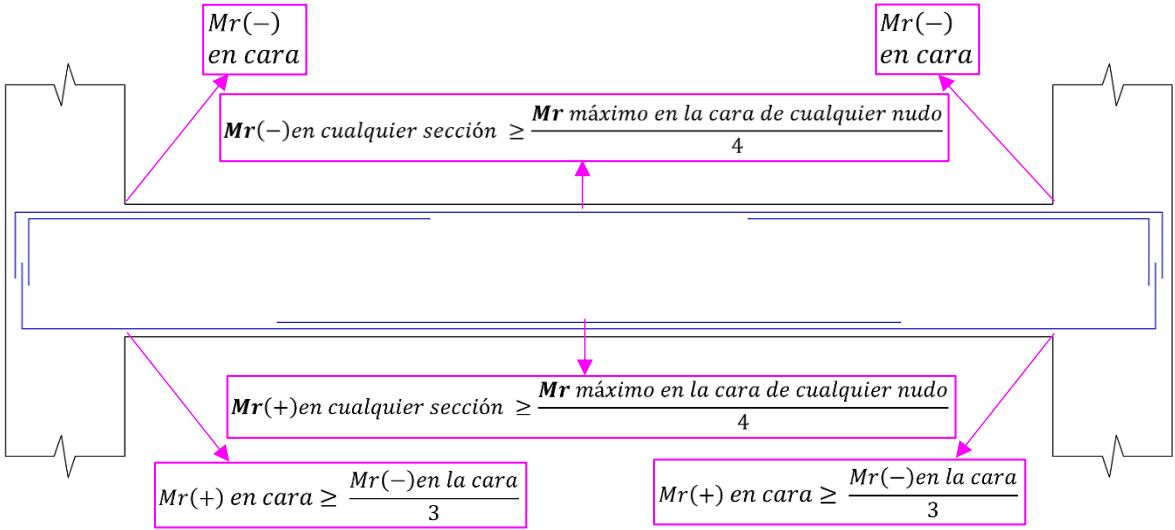 Mr(−)
en cara
Mr(−)
en cara
Mr(−)en cualquier sección ≥ Mr máximo en la cara de cualquier nudo / 4
Mr(+)en cualquier sección ≥ Mr máximo en la cara de cualquier nudo / 4
Mr(+) en cara ≥ Mr(−)en la cara / 3
Mr(+) en cara ≥ Mr(−)en la cara / 3